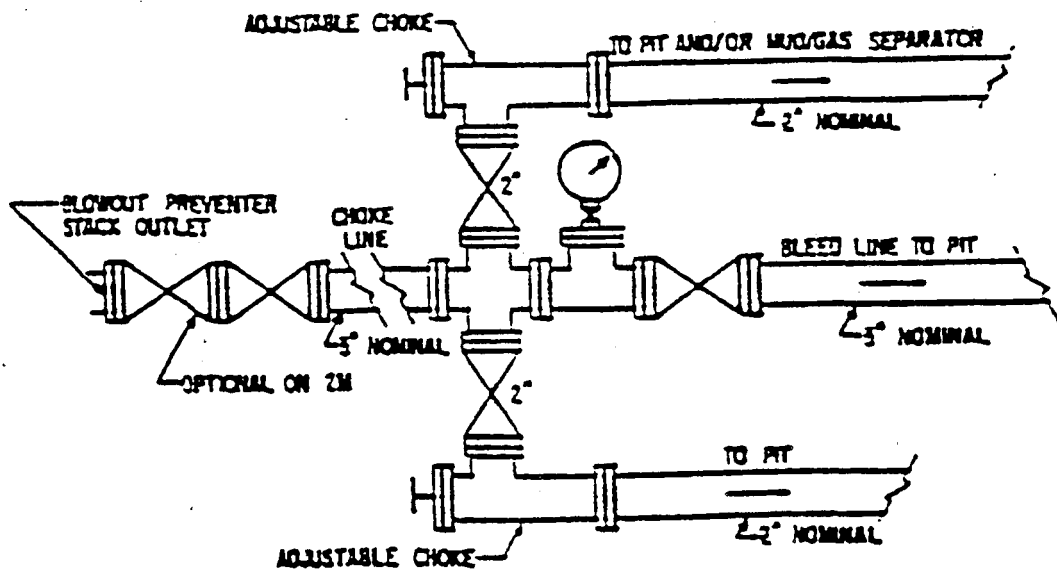 ADJUSTABLE CHOKE
TO PIT AND/OR MUD/GAS SEPARATOR
2" NOMINAL
2"
BLOWOUT PREVENTER
STACK OUTLET
CHOKE
LINE
BLEED LINE TO PIT
3" NOMINAL
3" NOMINAL
OPTIONAL ON 2M
2"
TO PIT
2" NOMINAL
ADJUSTABLE CHOKE